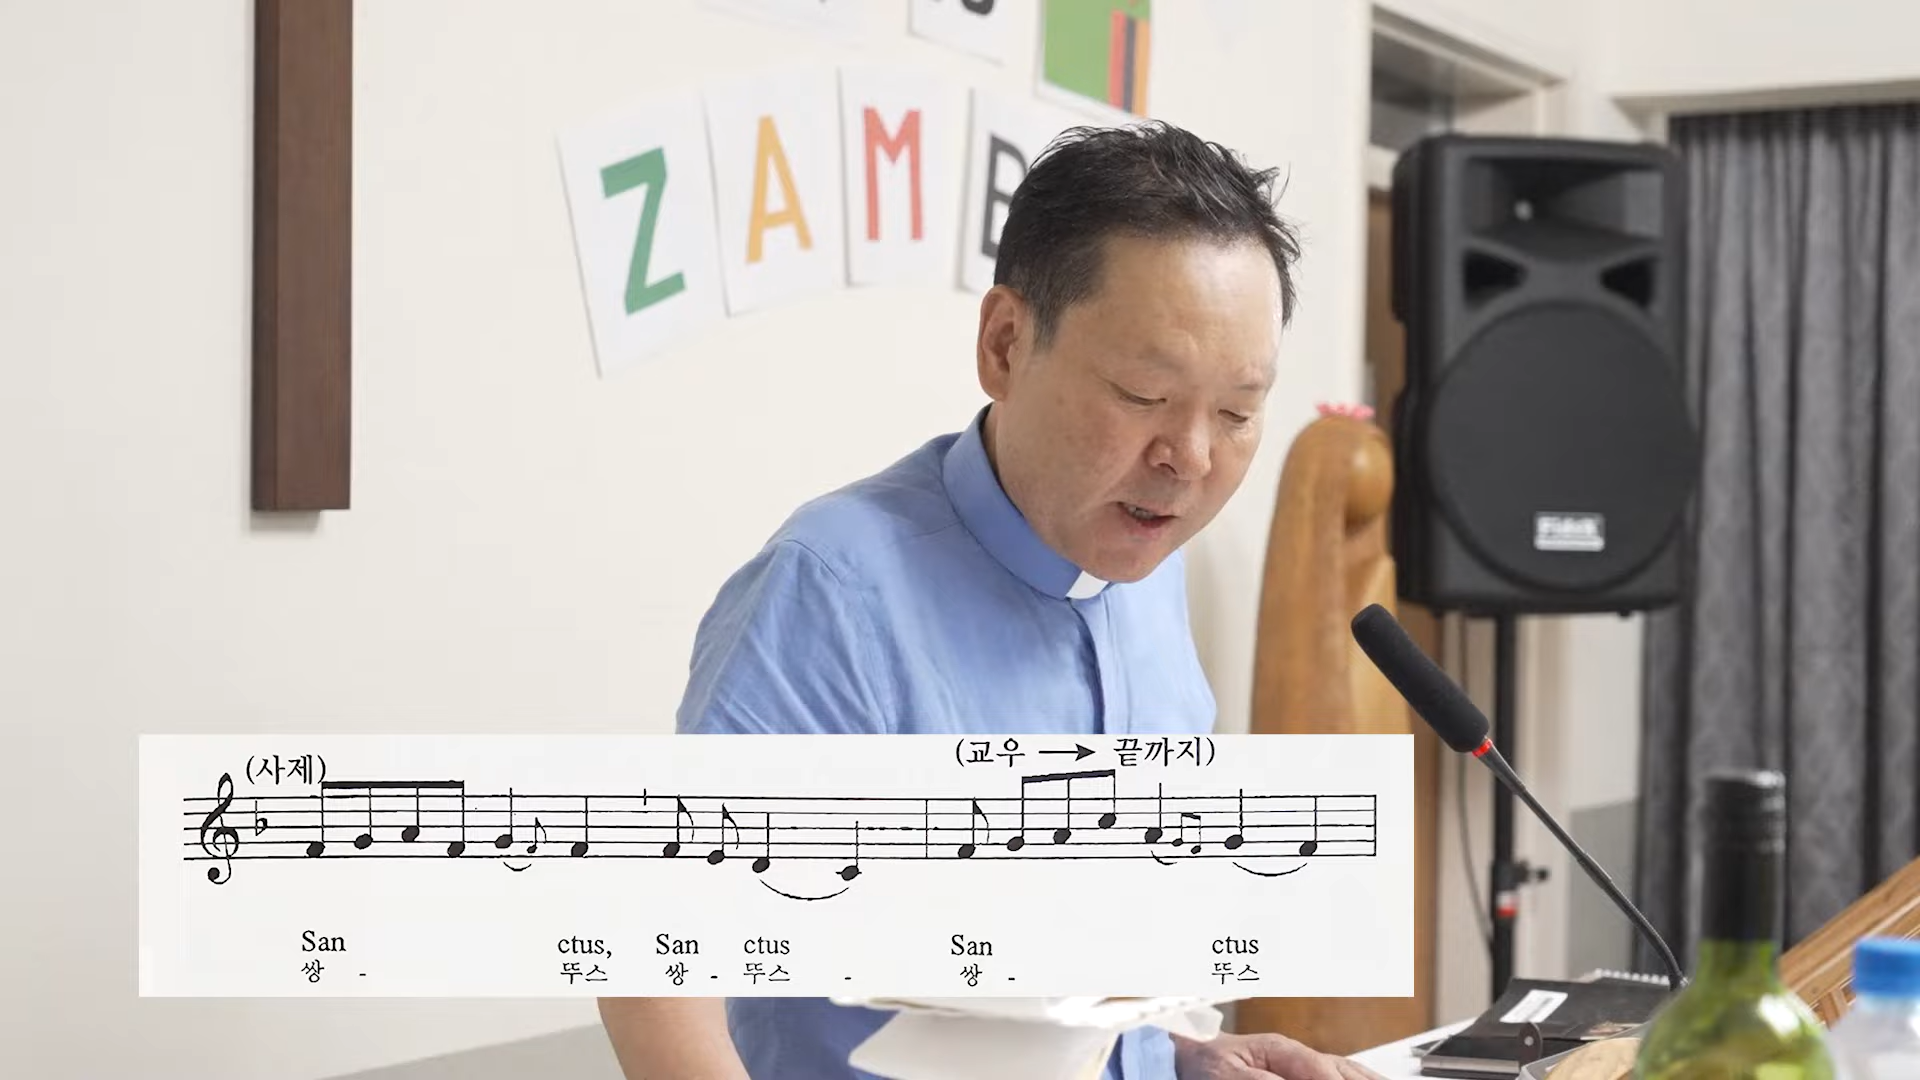 ZAMB
(사제)
(교우 → 끝까지)
San ctus, San ctus San ctus
쌍 - 뚜스 쌍 - 뚜스 - 쌍 - 뚜스